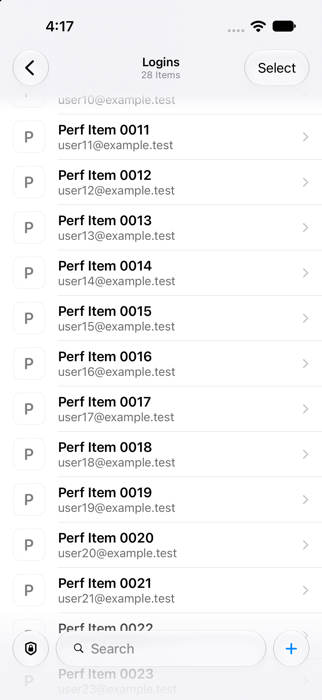 4:17
Logins
28 Items
Select
user10@example.test
P
Perf Item 0011
user11@example.test
P
Perf Item 0012
user12@example.test
P
Perf Item 0013
user13@example.test
P
Perf Item 0014
user14@example.test
P
Perf Item 0015
user15@example.test
P
Perf Item 0016
user16@example.test
P
Perf Item 0017
user17@example.test
P
Perf Item 0018
user18@example.test
P
Perf Item 0019
user19@example.test
P
Perf Item 0020
user20@example.test
P
Perf Item 0021
user21@example.test
Perf Item 0022
Search
P
Perf Item 0023
user23@example.test